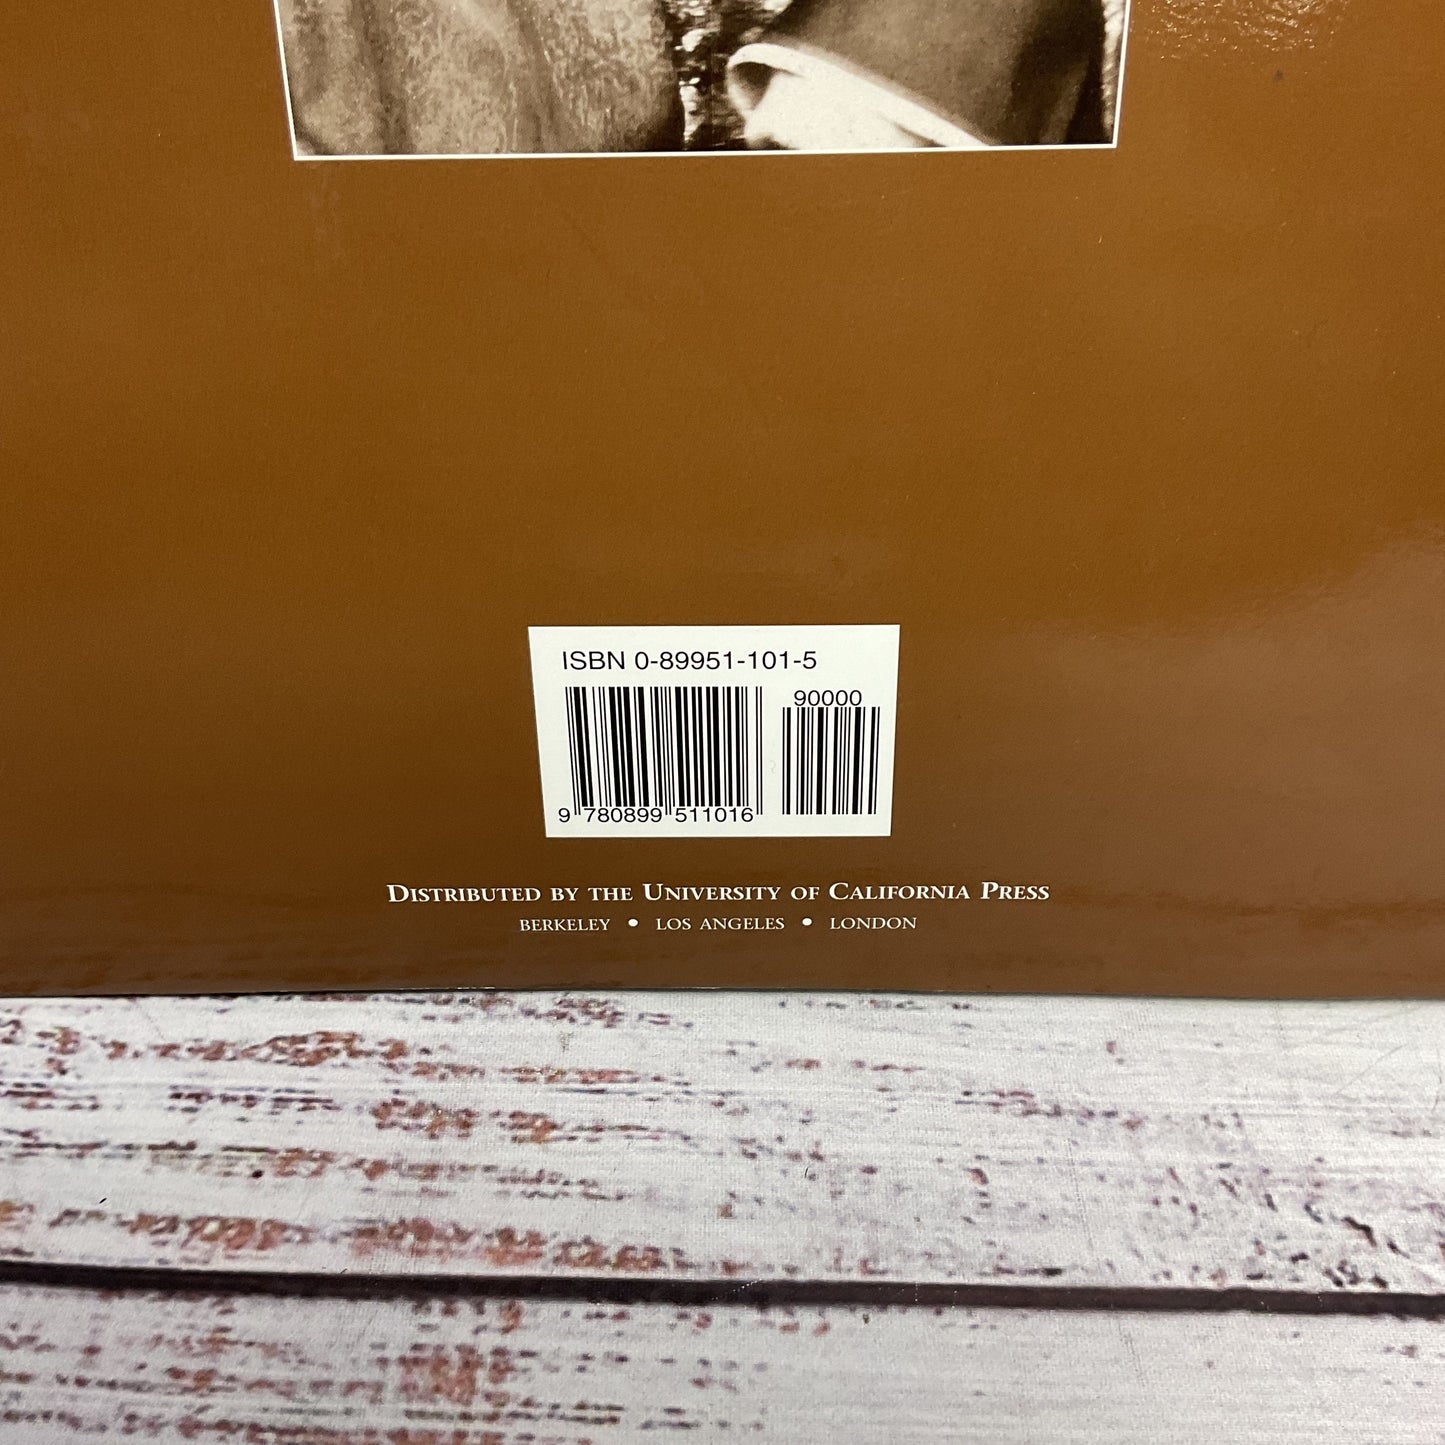 ISBN 0-89951-101-5
90000
9 780899 511016
DISTRIBUTED BY THE UNIVERSITY OF CALIFORNIA PRESS
BERKELEY • LOS ANGELES • LONDON